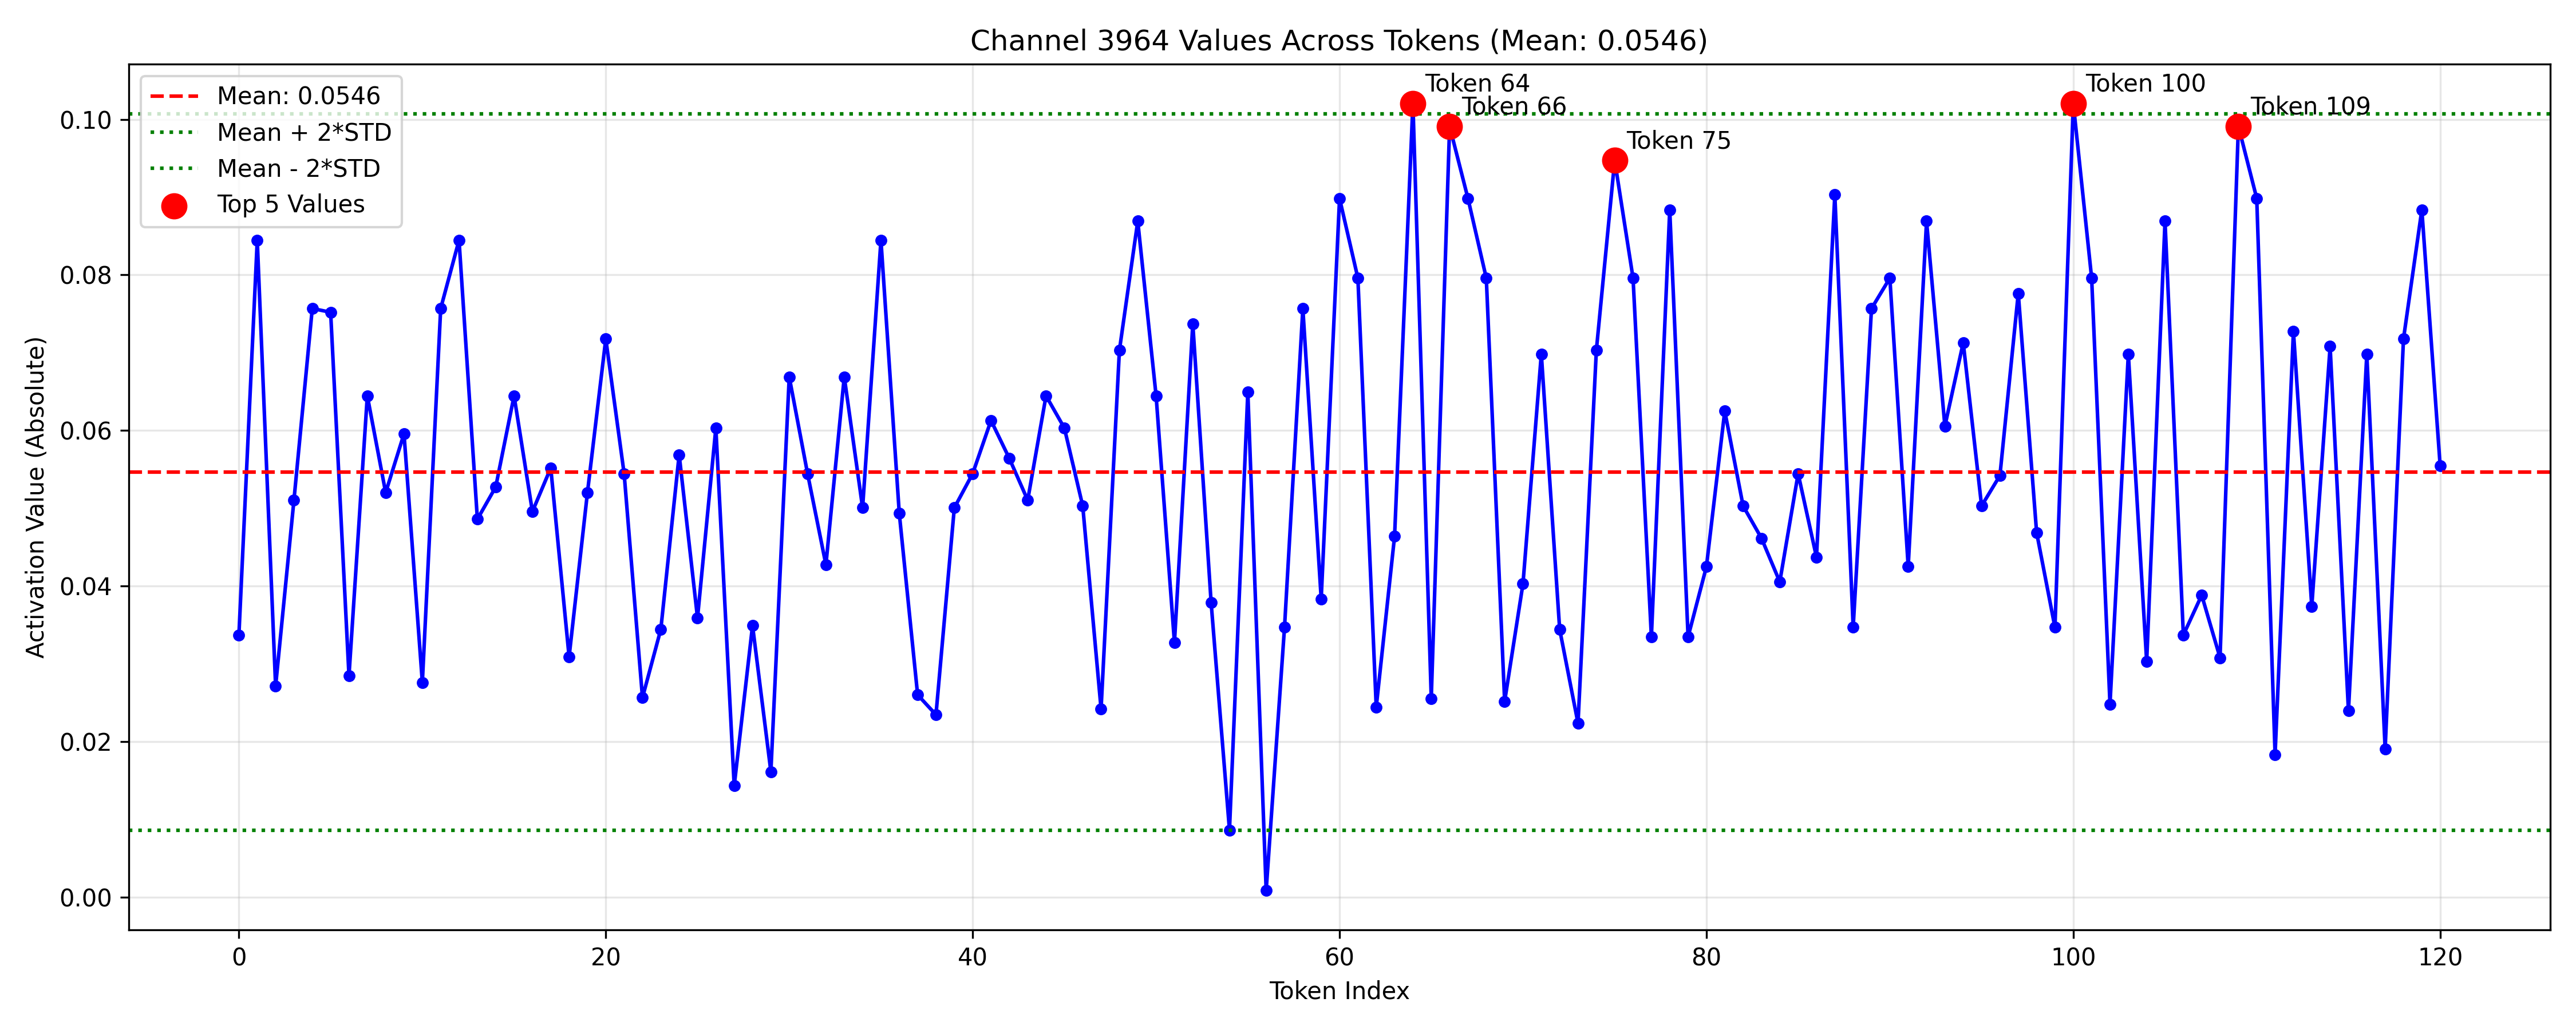 Channel 3964 Values Across Tokens (Mean: 0.0546)
Mean: 0.0546
Mean + 2*STD
Mean - 2*STD
Top 5 Values
Token 64
Token 66
Token 75
Token 100
Token 109
Activation Value (Absolute)
0.10
0.08
0.06
0.04
0.02
0.00
0
20
40
60
80
100
120
Token Index